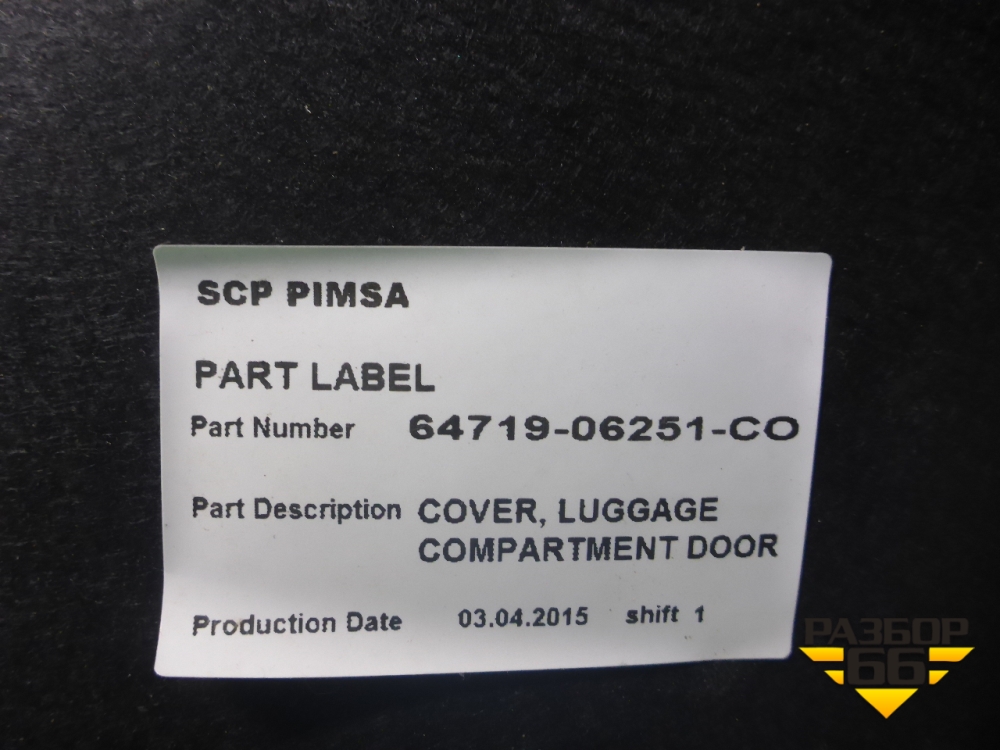 SCP PIMSA
PART LABEL
Part Number 64719-06251-CO
Part Description COVER, LUGGAGE
COMPARTMENT DOOR
Production Date 03.04.2015 shift 1
РАЗБОР
66